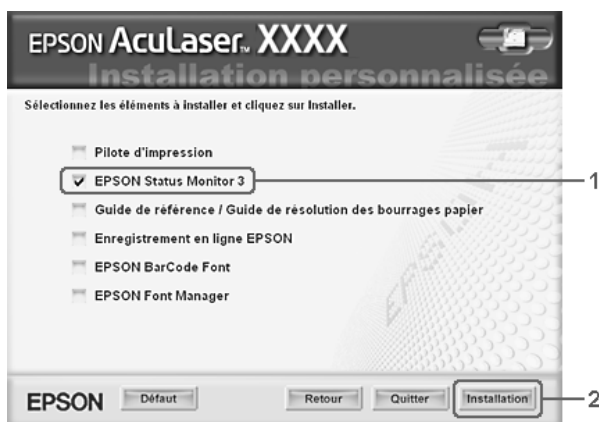 EPSON AcuLaser™ XXXX
Installation personnalisée
Sélectionnez les éléments à installer et cliquez sur Installer.
Pilote d'impression
EPSON Status Monitor 3
1
Guide de référence / Guide de résolution des bourrages papier
Enregistrement en ligne EPSON
EPSON BarCode Font
EPSON Font Manager
EPSON
EPSON Défaut Retour Quitter Installation
2